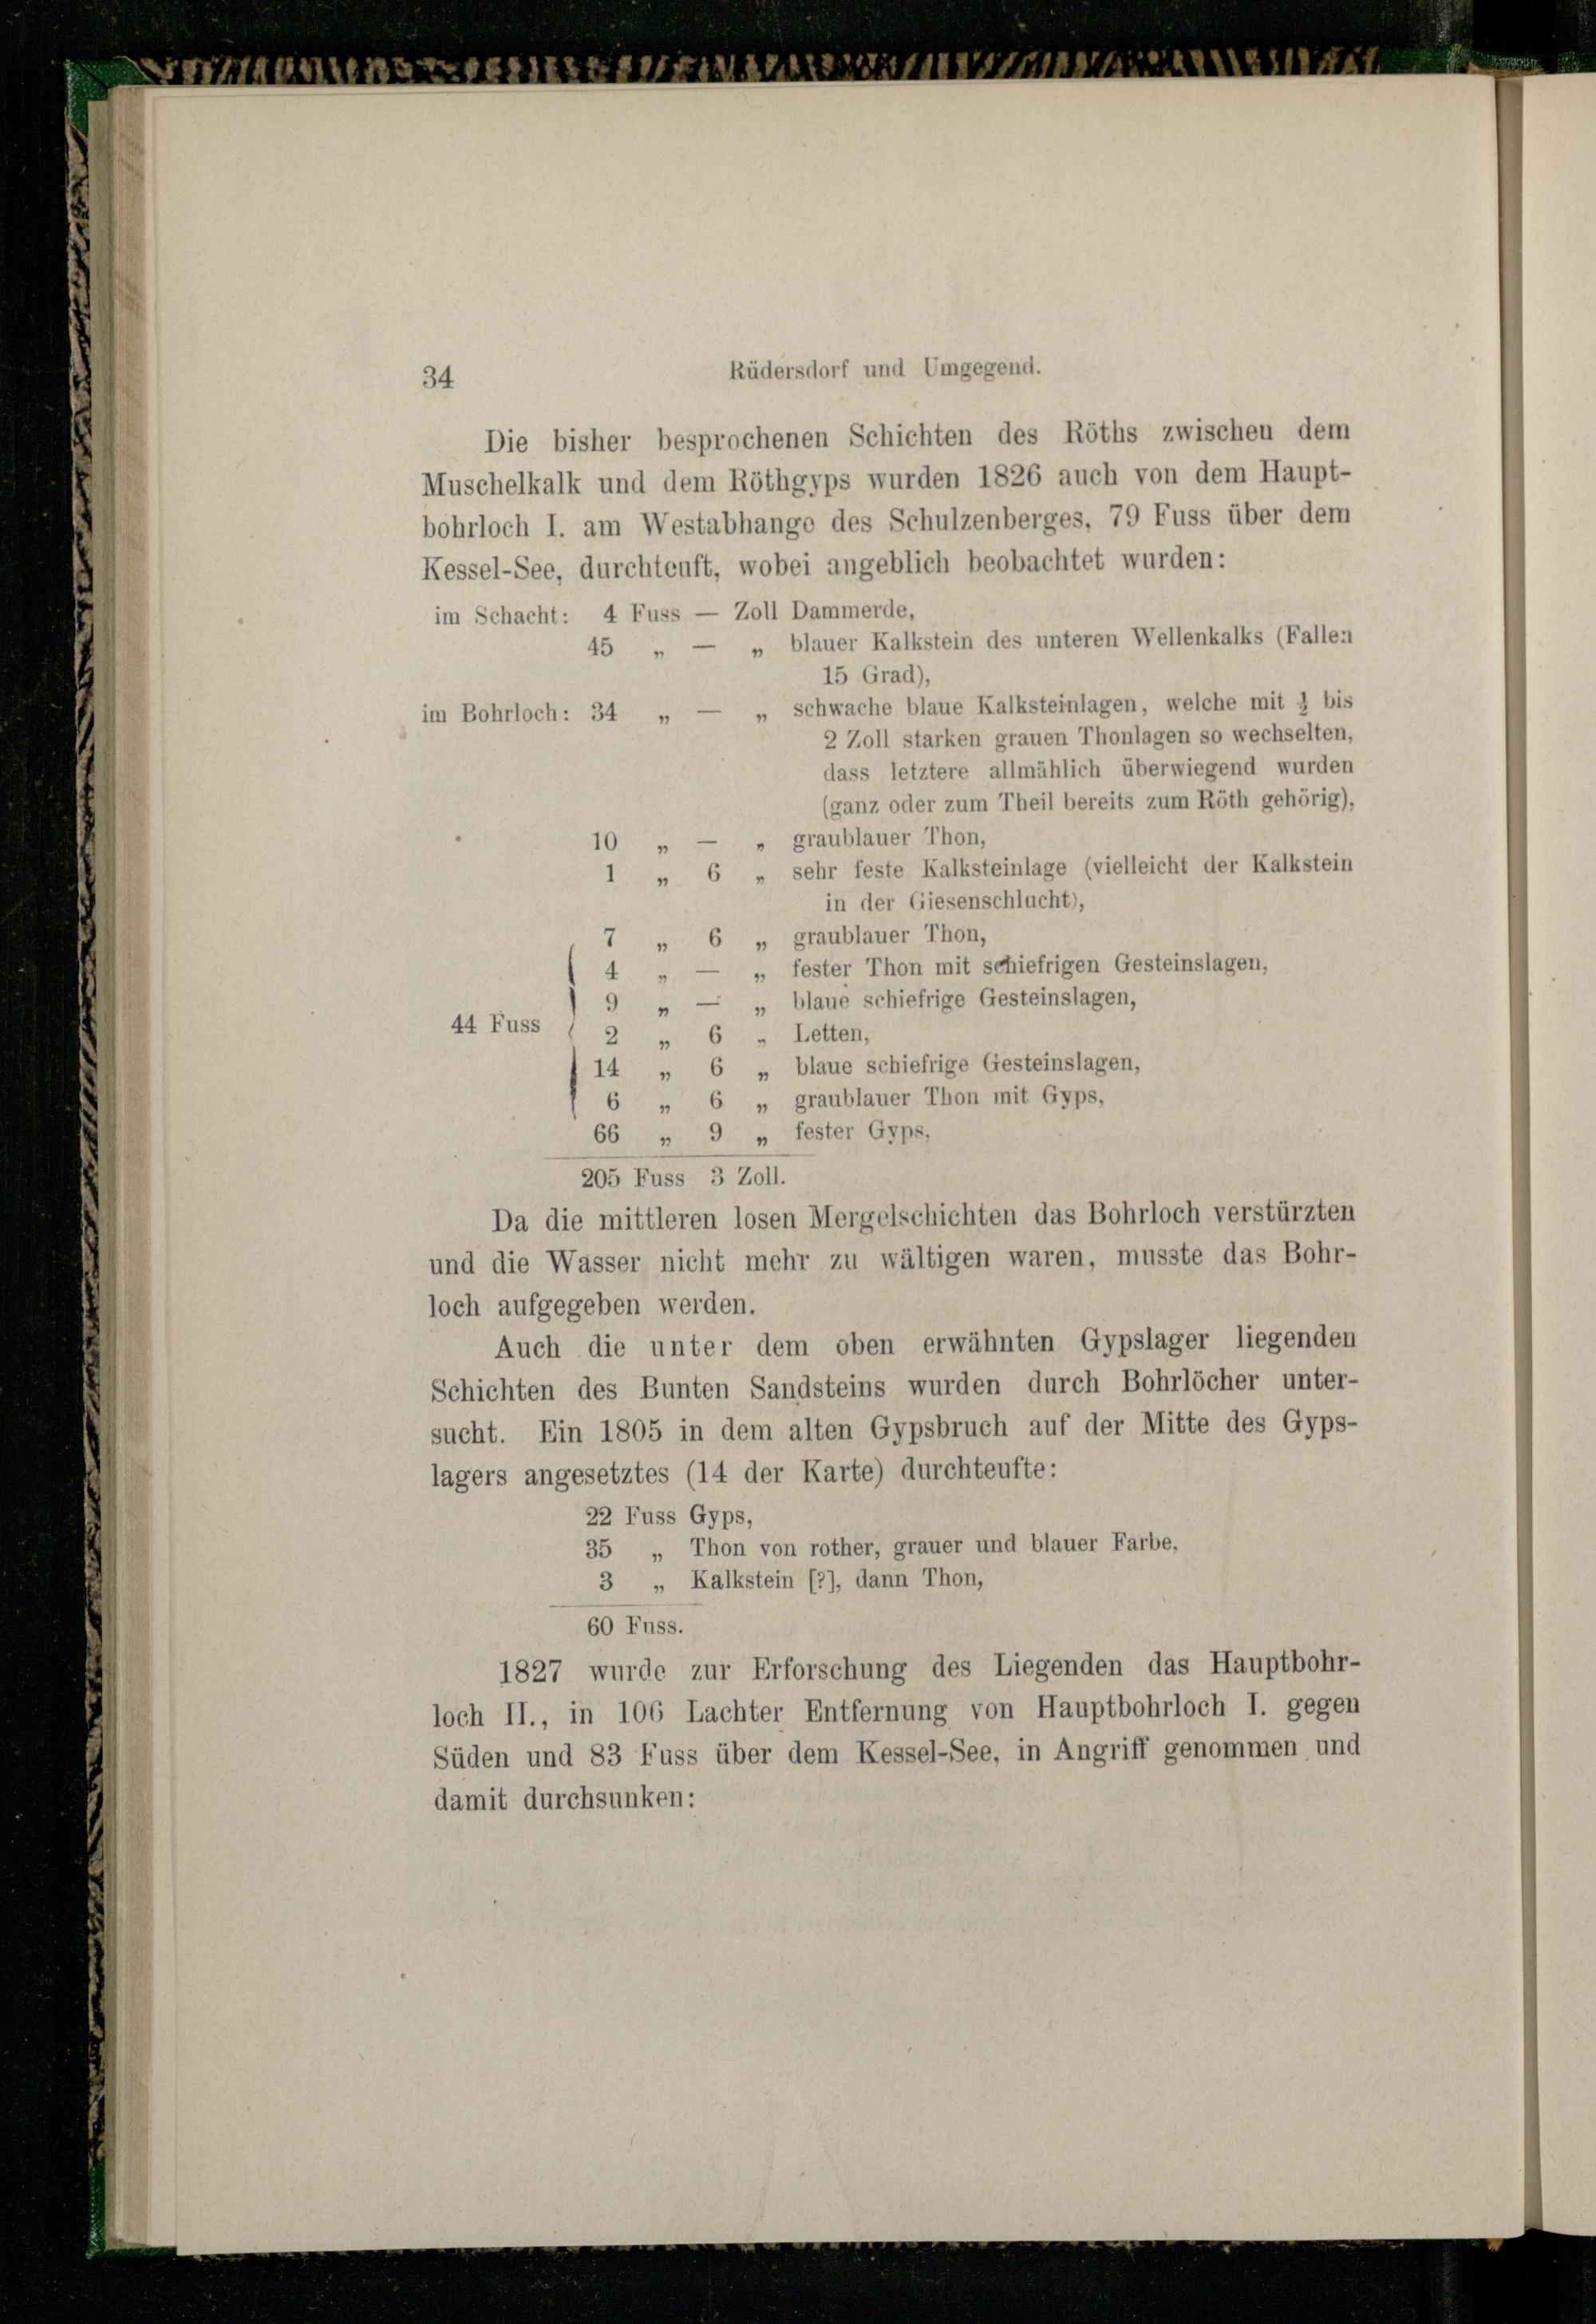 34 Rüdersdorf und Umgegend.
Die bisher besprochenen Schichten des Röths zwischen dem
Muschelkalk und dem Röthgyps wurden 1826 auch von dem Haupt-
bohrloch I. am Westabhange des Schulzenberges, 79 Fuss über dem
Kessel-See, durchteuft, wobei angeblich beobachtet wurden:
im Schacht: 4 Fuss — Zoll Dammerde,
45 „ — „ blauer Kalkstein des unteren Wellenkalks (Fallen
15 Grad),
im Bohrloch: 34 „ — „ schwache blaue Kalksteinlagen, welche mit ½ bis
2 Zoll starken grauen Thonlagen so wechselten,
dass letztere allmählich überwiegend wurden
(ganz oder zum Theil bereits zum Röth gehörig),
10 „ — „ graublauer Thon,
1 „ 6 „ sehr feste Kalksteinlage (vielleicht der Kalkstein
in der Giesenschlucht),
7 „ 6 „ graublauer Thon,
4 „ — „ fester Thon mit schiefrigen Gesteinslagen,
9 „ — „ blaue schiefrige Gesteinslagen,
44 Fuss { 2 „ 6 „ Letten,
14 „ 6 „ blaue schiefrige Gesteinslagen,
6 „ 6 „ graublauer Thon mit Gyps,
66 „ 9 „ fester Gyps,
205 Fuss 3 Zoll.
Da die mittleren losen Mergelschichten das Bohrloch verstürzten
und die Wasser nicht mehr zu wältigen waren, musste das Bohr-
loch aufgegeben werden.
Auch die unter dem oben erwähnten Gypslager liegenden
Schichten des Bunten Sandsteins wurden durch Bohrlöcher unter-
sucht. Ein 1805 in dem alten Gypsbruch auf der Mitte des Gyps-
lagers angesetztes (14 der Karte) durchteufte:
22 Fuss Gyps,
35 „ Thon von rother, grauer und blauer Farbe,
3 „ Kalkstein [?], dann Thon,
60 Fuss.
1827 wurde zur Erforschung des Liegenden das Hauptbohr-
loch II., in 106 Lachter Entfernung von Hauptbohrloch I. gegen
Süden und 83 Fuss über dem Kessel-See, in Angriff genommen und
damit durchsunken: